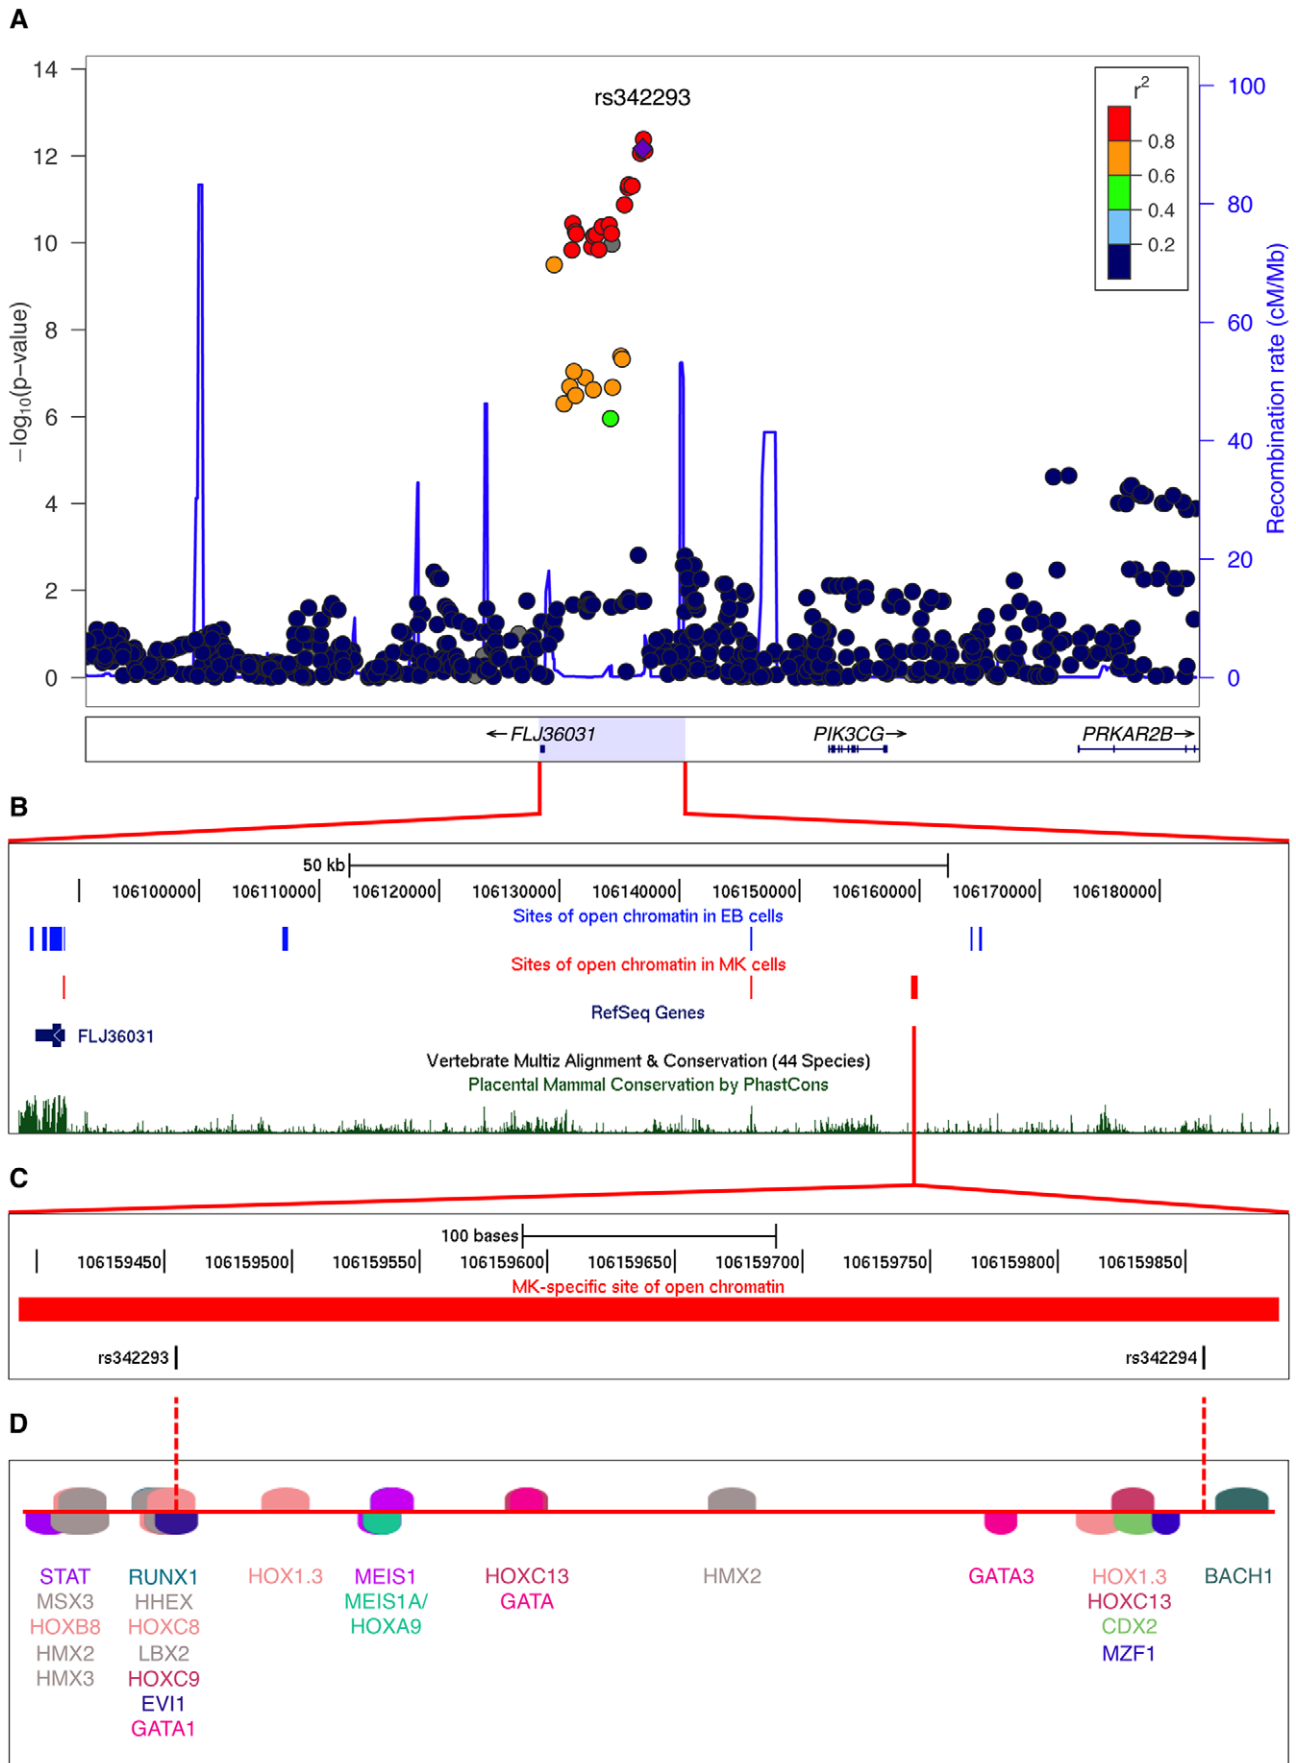 A
rs342293
r2
0.8
0.6
0.4
0.2
14
12
10
8
6
4
2
0
−log10(p−value)
100
80
60
40
20
0
Recombination rate (cM/Mb)
←FLJ36031
PIK3CG→
PRKAR2B→
B
50 kb
106100000 106110000 106120000 106130000 106140000 106150000 106160000 106170000 106180000
Sites of open chromatin in EB cells
Sites of open chromatin in MK cells
RefSeq Genes
FLJ36031
Vertebrate Multiz Alignment & Conservation (44 Species)
Placental Mammal Conservation by PhastCons
C
100 bases
106159450 106159500 106159550 106159600 106159650 106159700 106159750 106159800 106159850
MK-specific site of open chromatin
rs342293
rs342294
D
STAT RUNX1 HOX1.3 MEIS1 HOXC13 HMX2 GATA3 HOX1.3 BACH1
MSX3 HHEX MEIS1A/ GATA HOXC13
HOXB8 HOXC8 HOXA9 CDX2
HMX2 LBX2 MZF1
HMX3 HOXC9
EVI1
GATA1